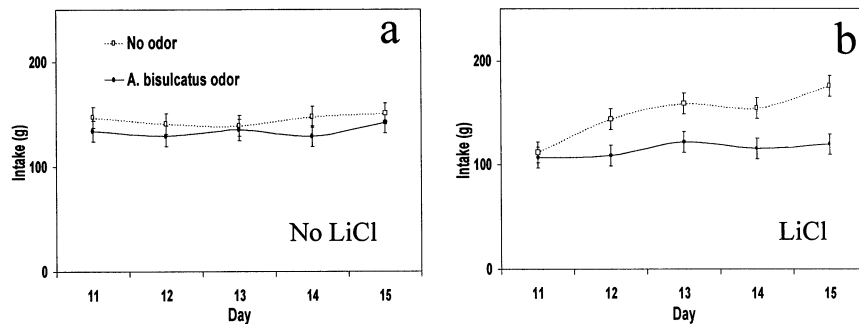 a
No odor
A. bisulcatus odor
200
100
0
Intake (g)
No LiCl
11 12 13 14 15
Day
b
200
100
0
Intake (g)
LiCl
11 12 13 14 15
Day